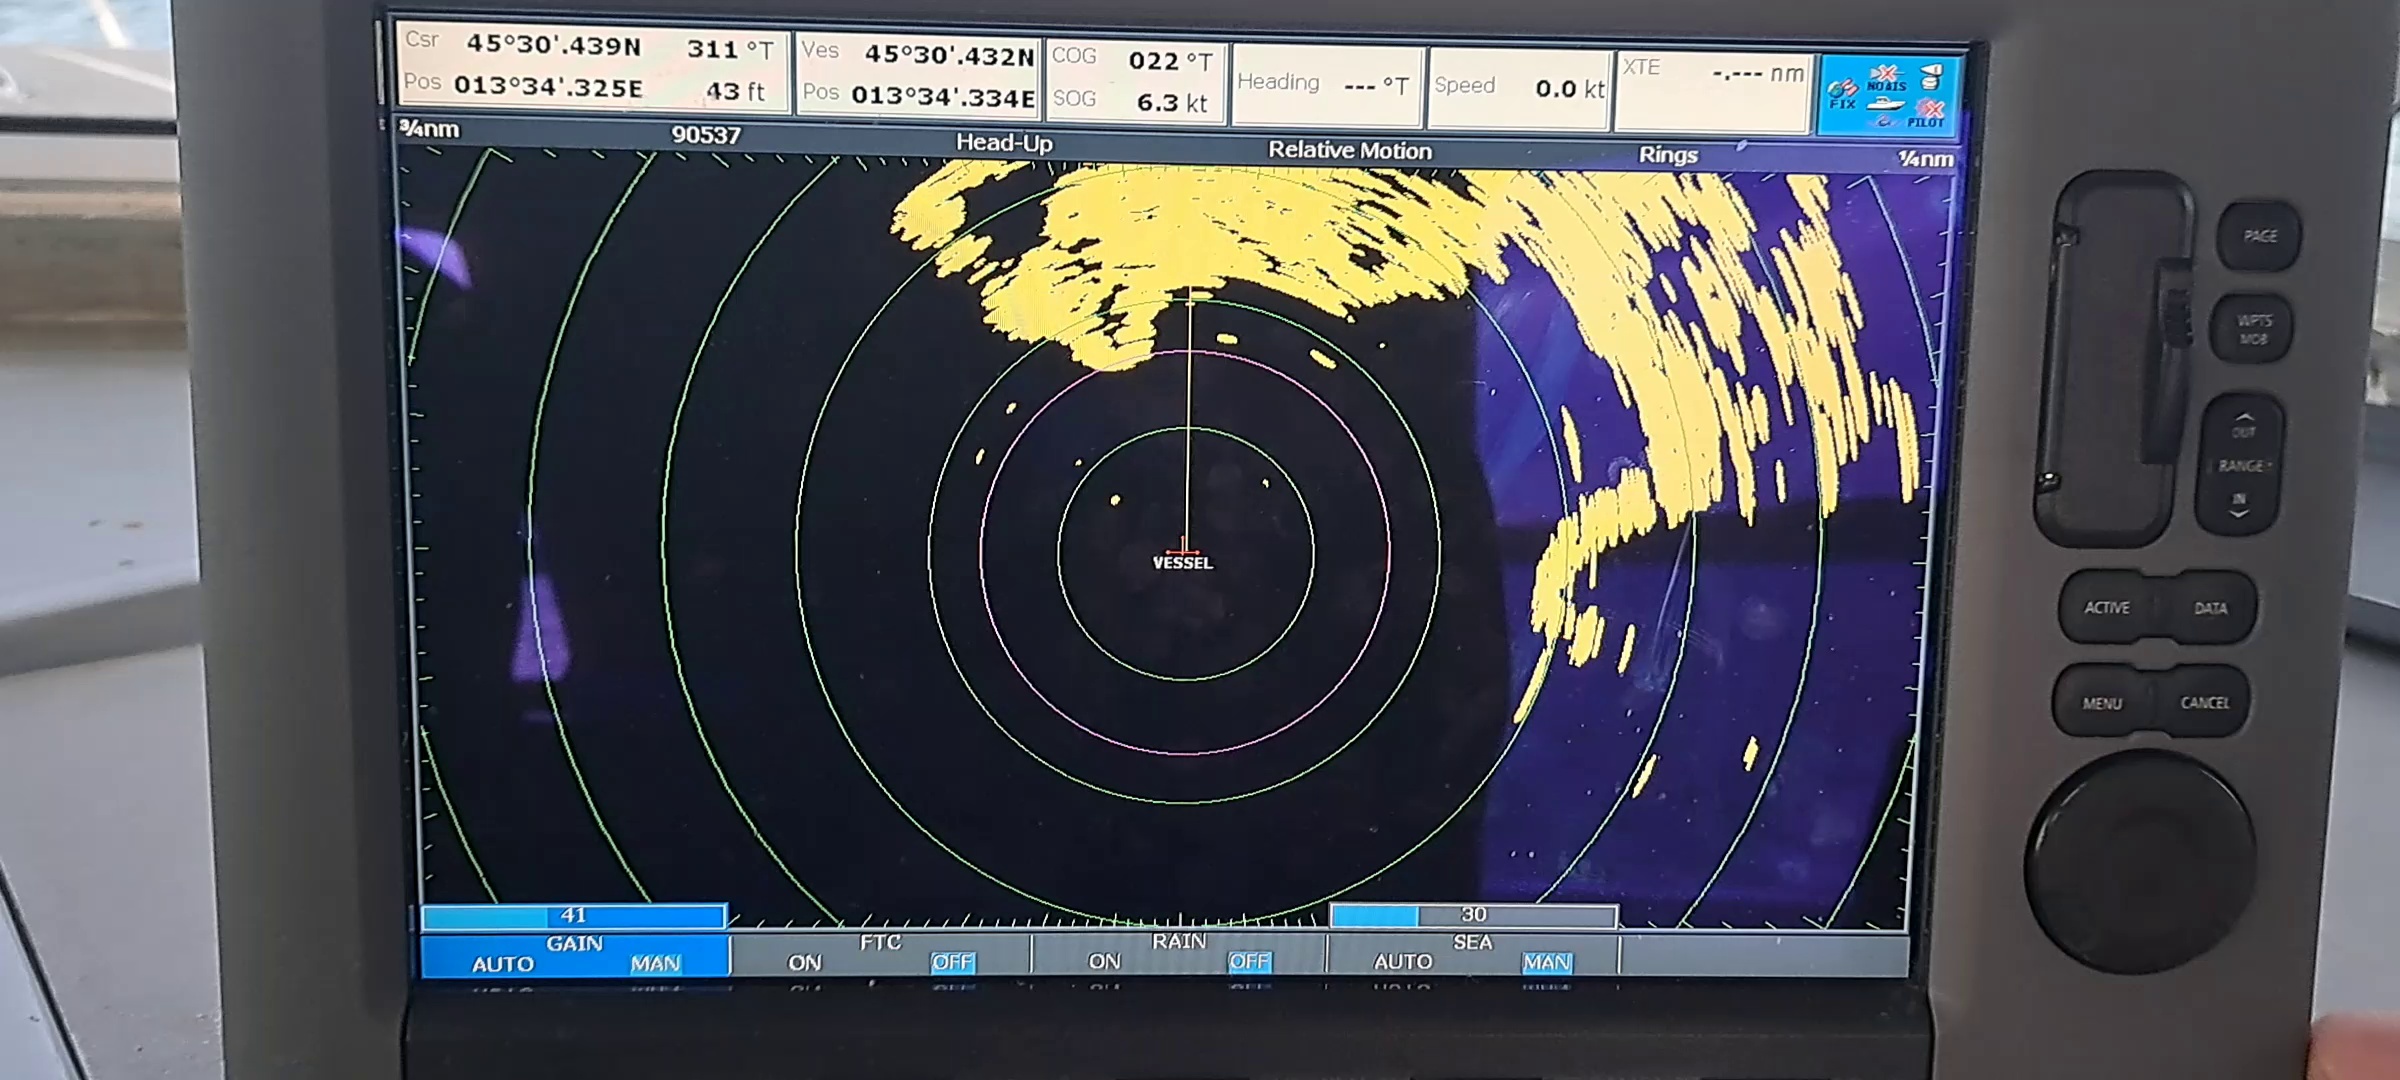 Csr 45°30'.439N 311 °T
Pos 013°34'.325E 43 ft
Ves 45°30'.432N
Pos 013°34'.334E
COG 022 °T
SOG 6.3 kt
Heading --- °T
Speed 0.0 kt
XTE -.--- nm
FIX NO AIS PILOT
¾nm 90537 Head-Up Relative Motion Rings ¼nm
VESSEL
41 30
GAIN FTC RAIN SEA
AUTO MAN ON OFF ON OFF AUTO MAN
PAGE
WPTS
MOB
OUT
RANGE
IN
ACTIVE DATA
MENU CANCEL